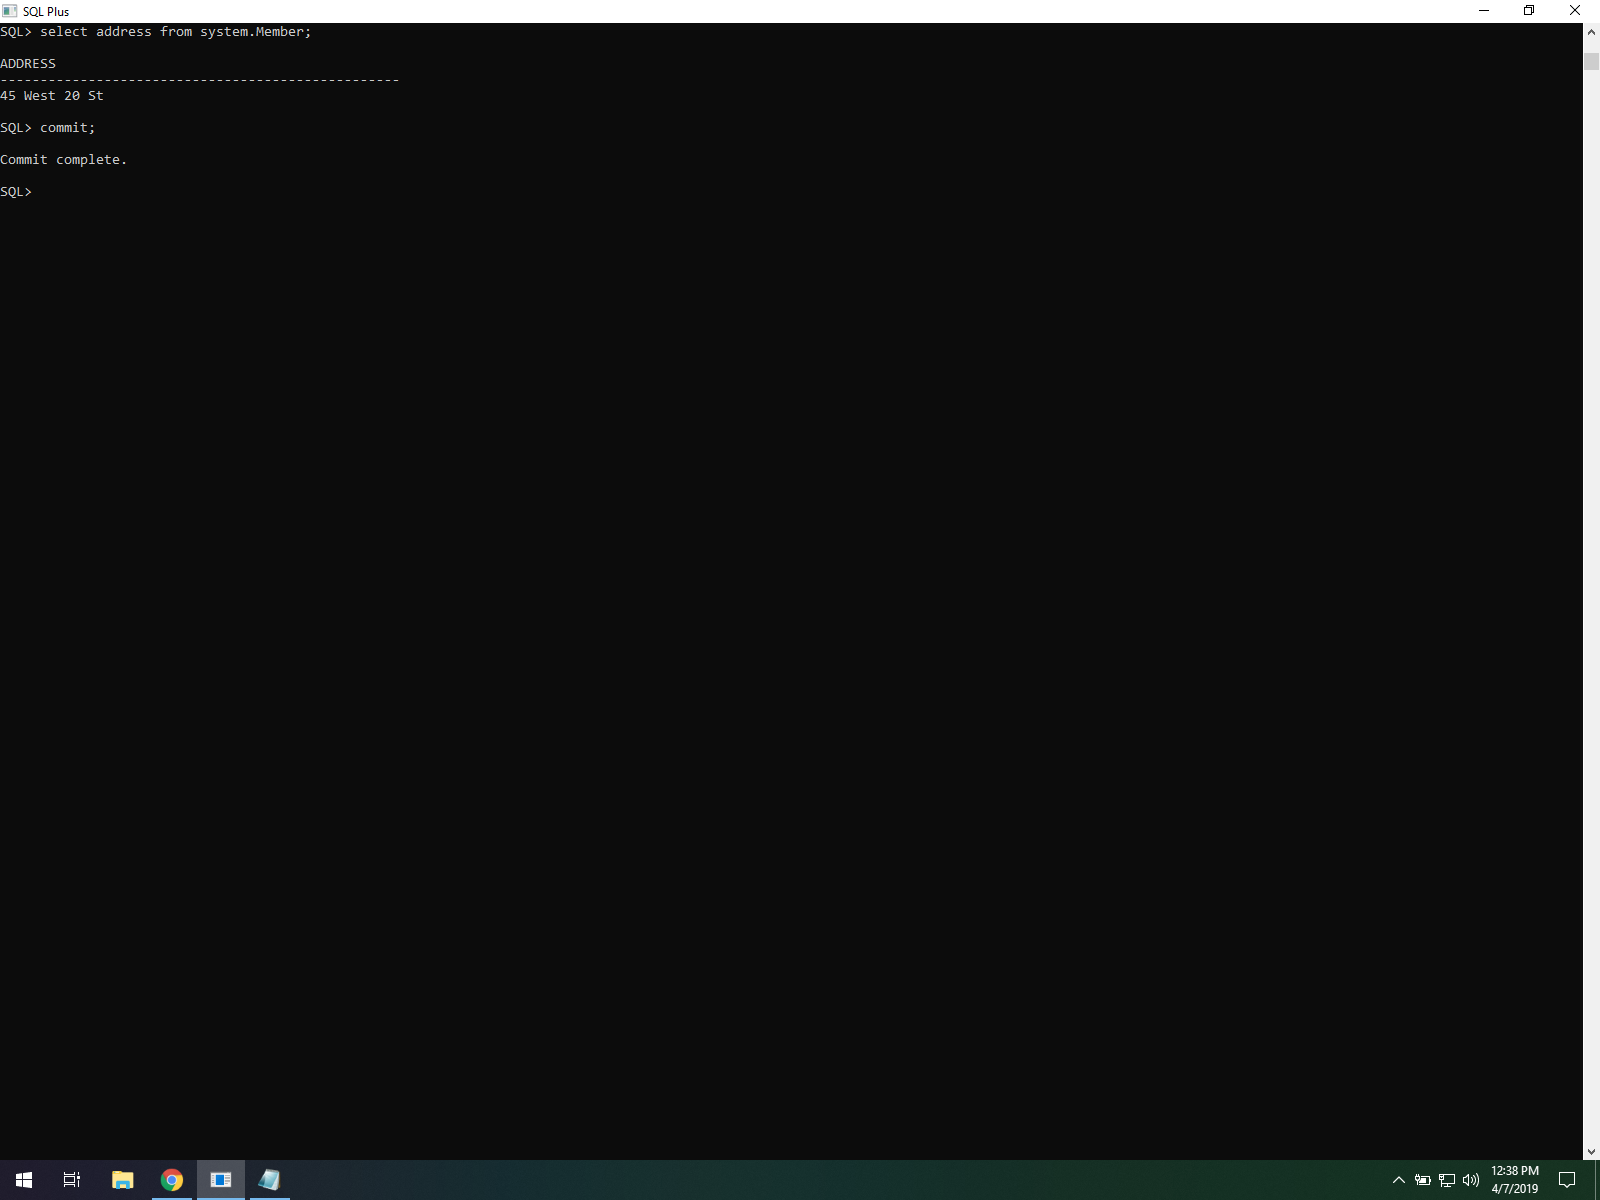 SQL Plus
SQL> select address from system.Member;
ADDRESS
--------------------------------------------------
45 West 20 St
SQL> commit;
Commit complete.
SQL>
12:38 PM
4/7/2019